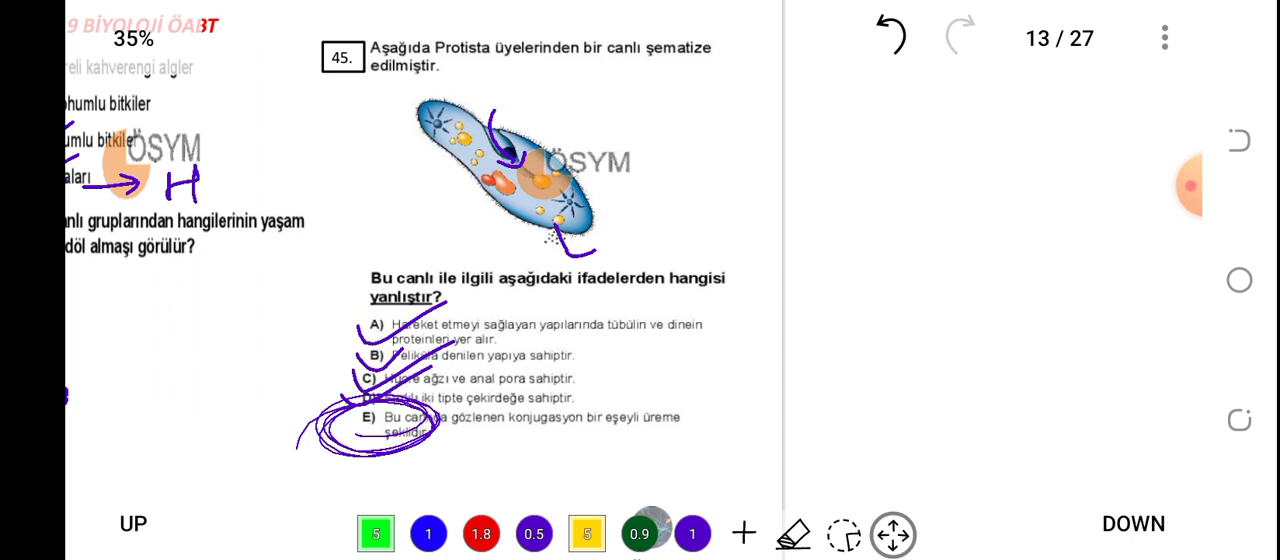 9 BİYOLOJİ ÖABT
35%
reli kahverengi algler
ohumlu bitkiler
umlu bitkiler
ÖSYM
aları
H
anlı gruplarından hangilerinin yaşam
döl almaşı görülür?
45. Aşağıda Protista üyelerinden bir canlı şematize
edilmiştir.
ÖSYM
Bu canlı ile ilgili aşağıdaki ifadelerden hangisi
yanlıştır?
A) Hareket etmeyi sağlayan yapılarında tübülin ve dinein
proteinleri yer alır.
B) Pelikula denilen yapıya sahiptir.
C) Hücre ağzı ve anal pora sahiptir.
D) Farklı iki tipte çekirdeğe sahiptir.
E) Bu canlıda gözlenen konjugasyon bir eşeyli üreme
şeklidir.
13 / 27
UP
5 1 1.8 0.5 5 0.9 1
DOWN